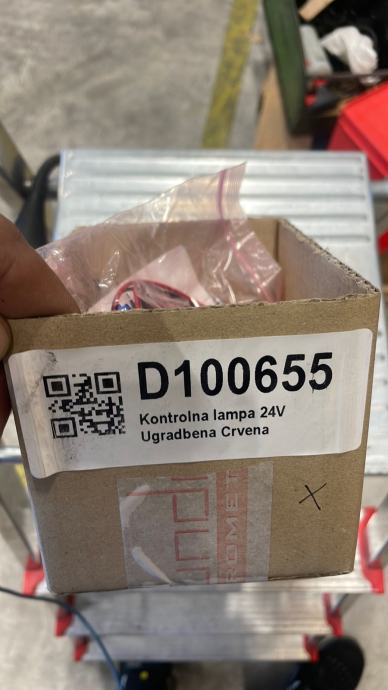 D100655
Kontrolna lampa 24V
Ugradbena Crvena
X